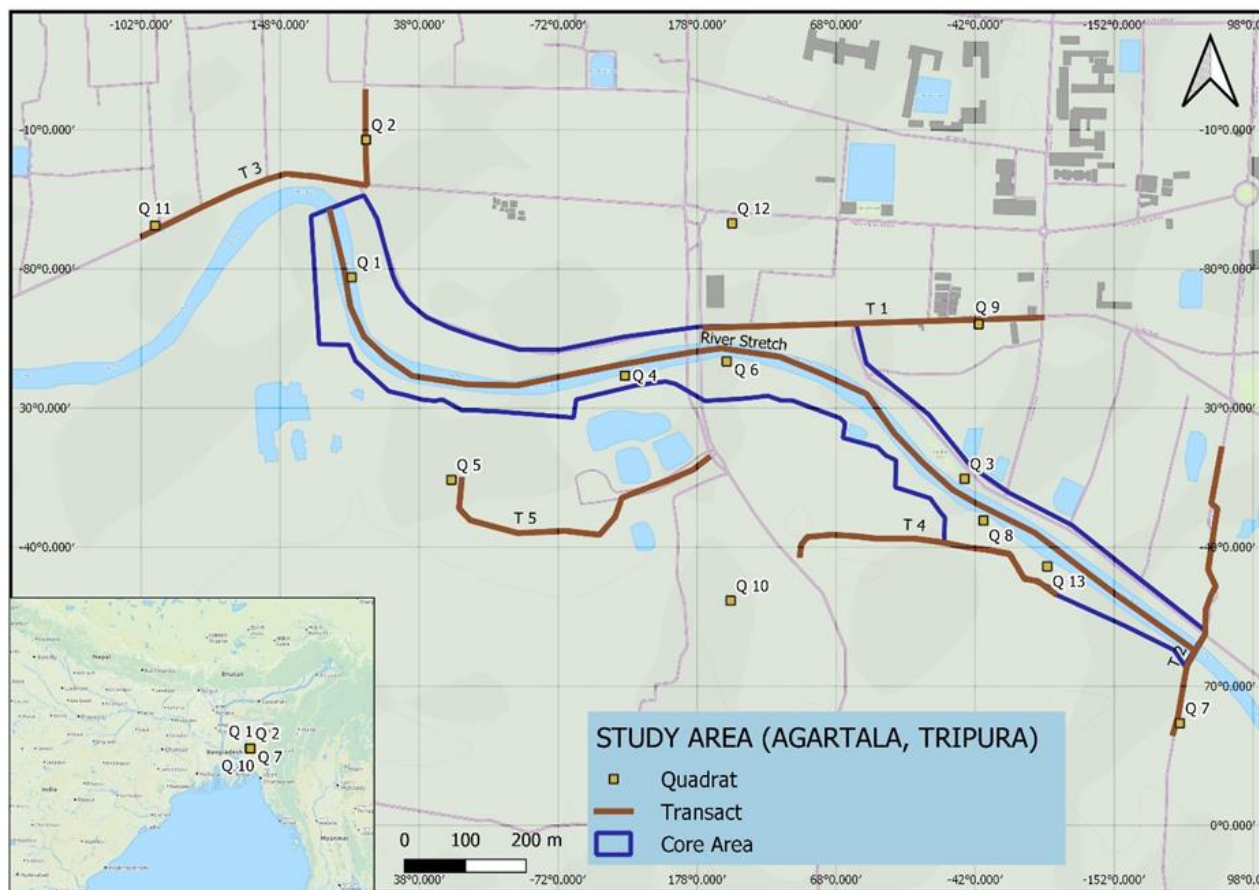 -102°0.000′ 148°0.000′ 38°0.000′ -72°0.000′ 178°0.000′ 68°0.000′ -42°0.000′ -152°0.000′ 98°0.000′
-10°0.000′ Q 2 -10°0.000′
T 3
Q 11 Q 12
-80°0.000′ Q 1 -80°0.000′
T 1 Q 9
River Stretch
Q 4 Q 6
30°0.000′ 30°0.000′
Q 5 Q 3
T 5 T 4 Q 8
-40°0.000′ -40°0.000′
Q 13
Q 10
T 2
70°0.000′
Q 7
Nepal
Bhutan
Q 1 Q 2
Bangladesh
Q 10 Q 7
India
Myanmar
STUDY AREA (AGARTALA, TRIPURA)
Quadrat
Transact
Core Area
0 100 200 m
0°0.000′
38°0.000′ -72°0.000′ 178°0.000′ 68°0.000′ -42°0.000′ -152°0.000′ 98°0.000′